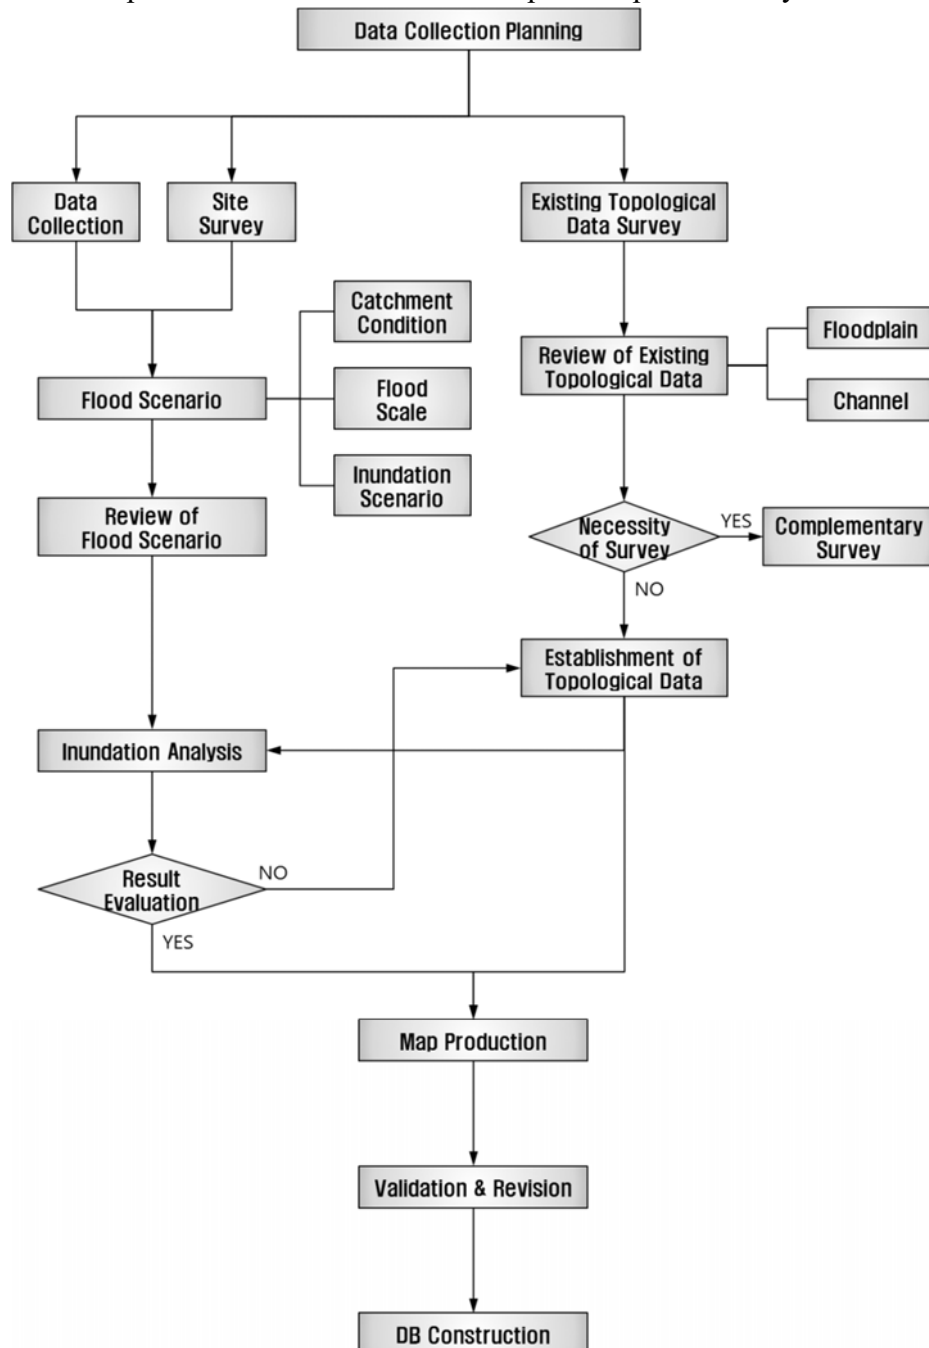 Data Collection Planning
Data
Collection
Site
Survey
Existing Topological
Data Survey
Catchment
Condition
Floodplain
Review of Existing
Topological Data
Flood Scenario
Flood
Scale
Channel
Inundation
Scenario
Review of
Flood Scenario
Necessity
of Survey
YES
Complementary
Survey
NO
Establishment of
Topological Data
Inundation Analysis
Result
Evaluation
NO
YES
Map Production
Validation & Revision
DB Construction